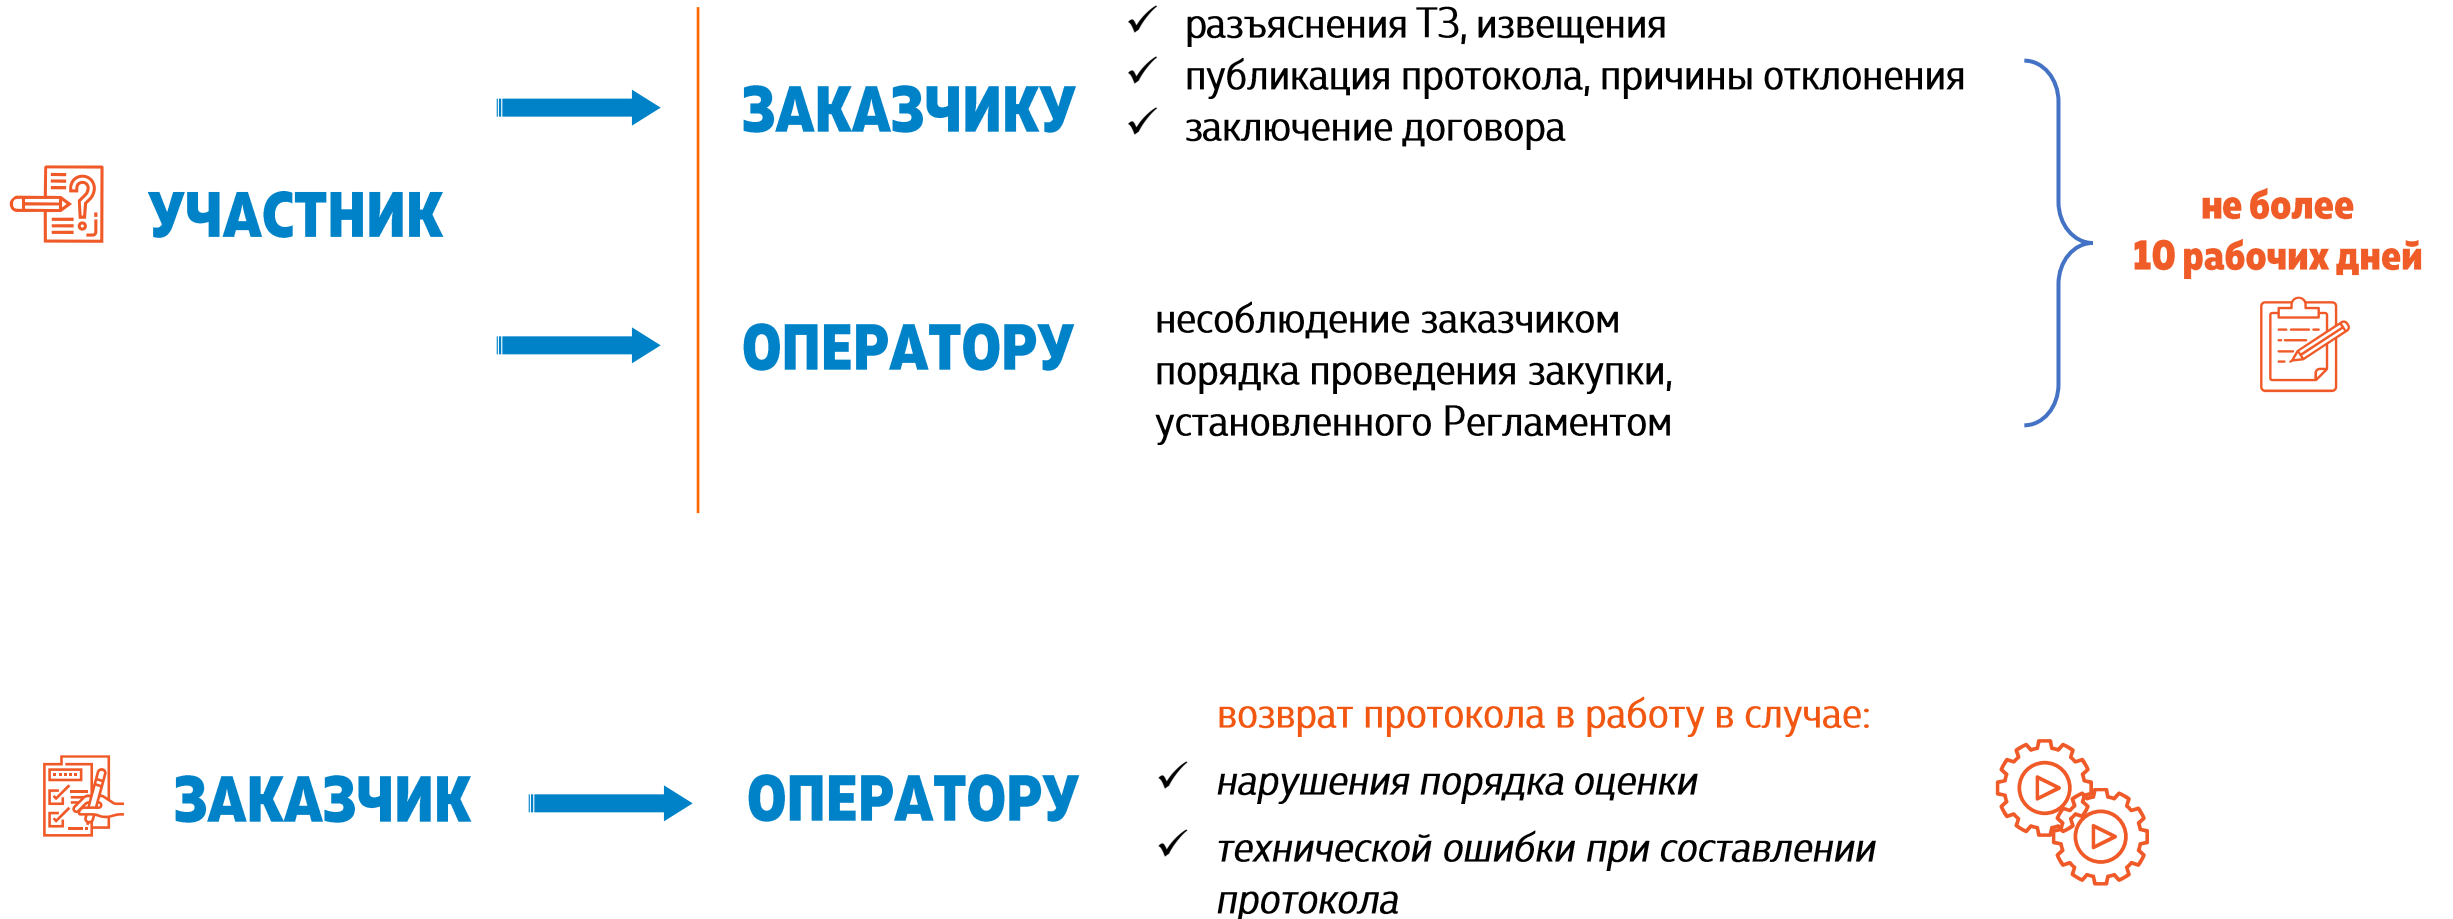 разъяснения ТЗ, извещения
публикация протокола, причины отклонения
заключение договора
ЗАКАЗЧИКУ
УЧАСТНИК
не более
10 рабочих дней
ОПЕРАТОРУ
несоблюдение заказчиком
порядка проведения закупки,
установленного Регламентом
возврат протокола в работу в случае:
ЗАКАЗЧИК
ОПЕРАТОРУ
нарушения порядка оценки
технической ошибки при составлении
протокола